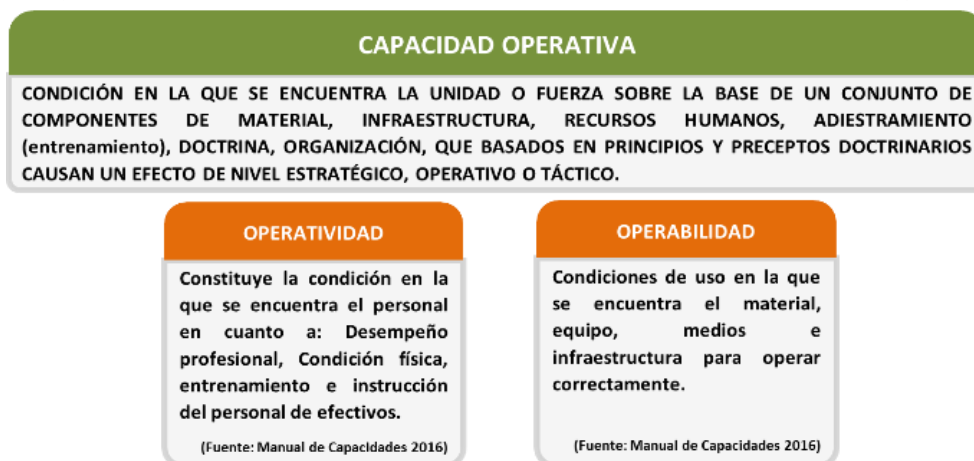 CAPACIDAD OPERATIVA
CONDICIÓN EN LA QUE SE ENCUENTRA LA UNIDAD O FUERZA SOBRE LA BASE DE UN CONJUNTO DE
COMPONENTES DE MATERIAL, INFRAESTRUCTURA, RECURSOS HUMANOS, ADIESTRAMIENTO
(entrenamiento), DOCTRINA, ORGANIZACIÓN, QUE BASADOS EN PRINCIPIOS Y PRECEPTOS DOCTRINARIOS
CAUSAN UN EFECTO DE NIVEL ESTRATÉGICO, OPERATIVO O TÁCTICO.
OPERATIVIDAD
Constituye la condición en la
que se encuentra el personal
en cuanto a: Desempeño
profesional, Condición física,
entrenamiento e instrucción
del personal de efectivos.
(Fuente: Manual de Capacidades 2016)
OPERABILIDAD
Condiciones de uso en la que
se encuentra el material,
equipo, medios e
infraestructura para operar
correctamente.
(Fuente: Manual de Capacidades 2016)